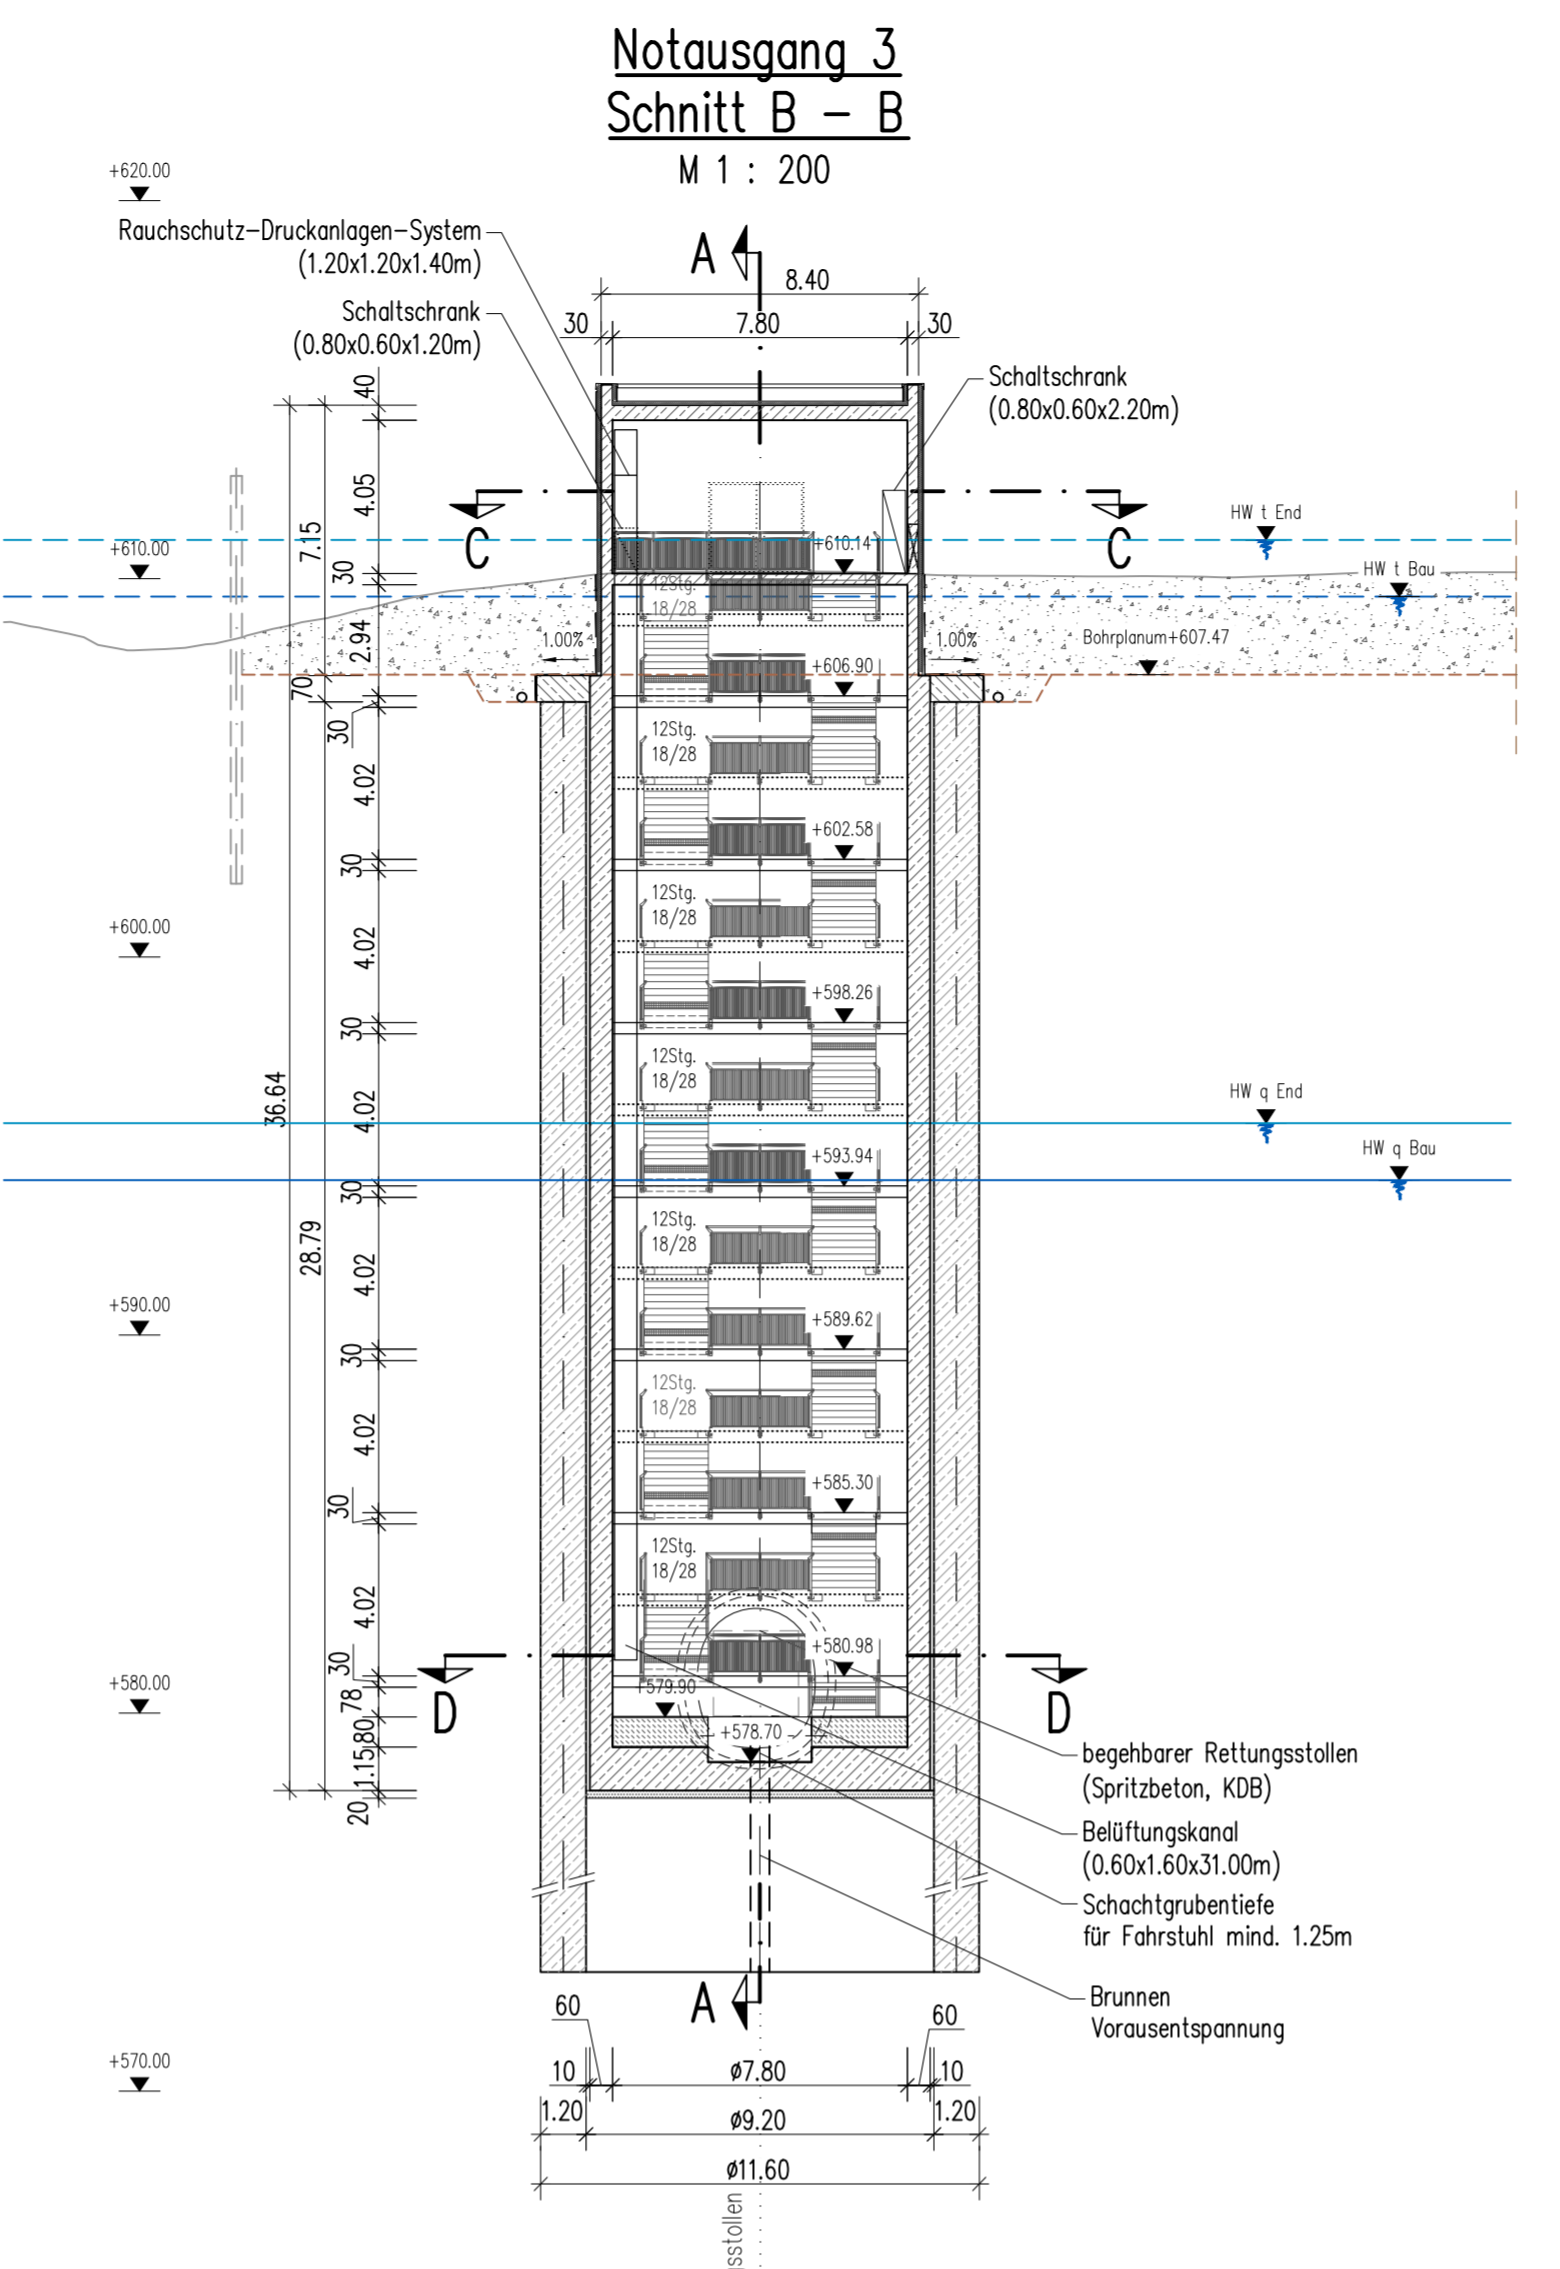 Notausgang 3
Schnitt B - B
M 1 : 200
+620.00
Rauchschutz-Druckanlagen-System
(1.20x1.20x1.40m)
A
8.40
Schaltschrank
(0.80x0.60x1.20m)
30
7.80
30
Schaltschrank
(0.80x0.60x2.20m)
40
4.05
C
C
HW t End
7.15
+610.00
+610.14
30
HW t Bau
12Stg.
18/28
2.94
1.00%
1.00%
Bohrplanum+607.47
+606.90
70
30
12Stg.
18/28
4.02
+602.58
30
12Stg.
18/28
+600.00
4.02
+598.26
30
12Stg.
18/28
36.64
4.02
HW q End
HW q Bau
+593.94
30
12Stg.
18/28
28.79
4.02
+590.00
+589.62
30
12Stg.
18/28
4.02
+585.30
30
12Stg.
18/28
4.02
+580.98
30
+580.00
+579.90
78
D
D
+578.70
80
1.15
20
begehbarer Rettungsstollen
(Spritzbeton, KDB)
Belüftungskanal
(0.60x1.60x31.00m)
Schachtgrubentiefe
für Fahrstuhl mind. 1.25m
Brunnen
Vorausentspannung
A
60
60
+570.00
10
ø7.80
10
1.20
ø9.20
1.20
ø11.60
sstollen